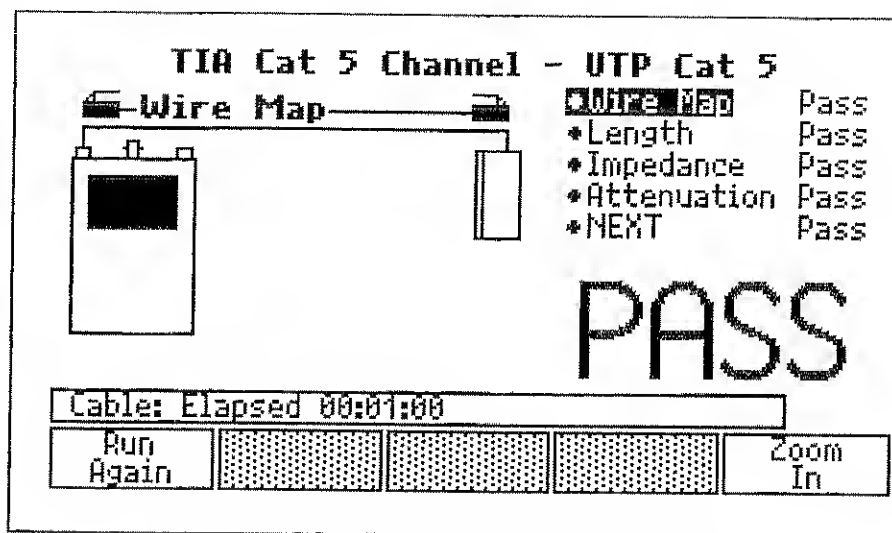 TIA Cat 5 Channel - UTP Cat 5
Wire Map
Wire Map Pass
Length Pass
Impedance Pass
Attenuation Pass
NEXT Pass
PASS
Cable: Elapsed 00:01:00
Run
Again
Zoom
In